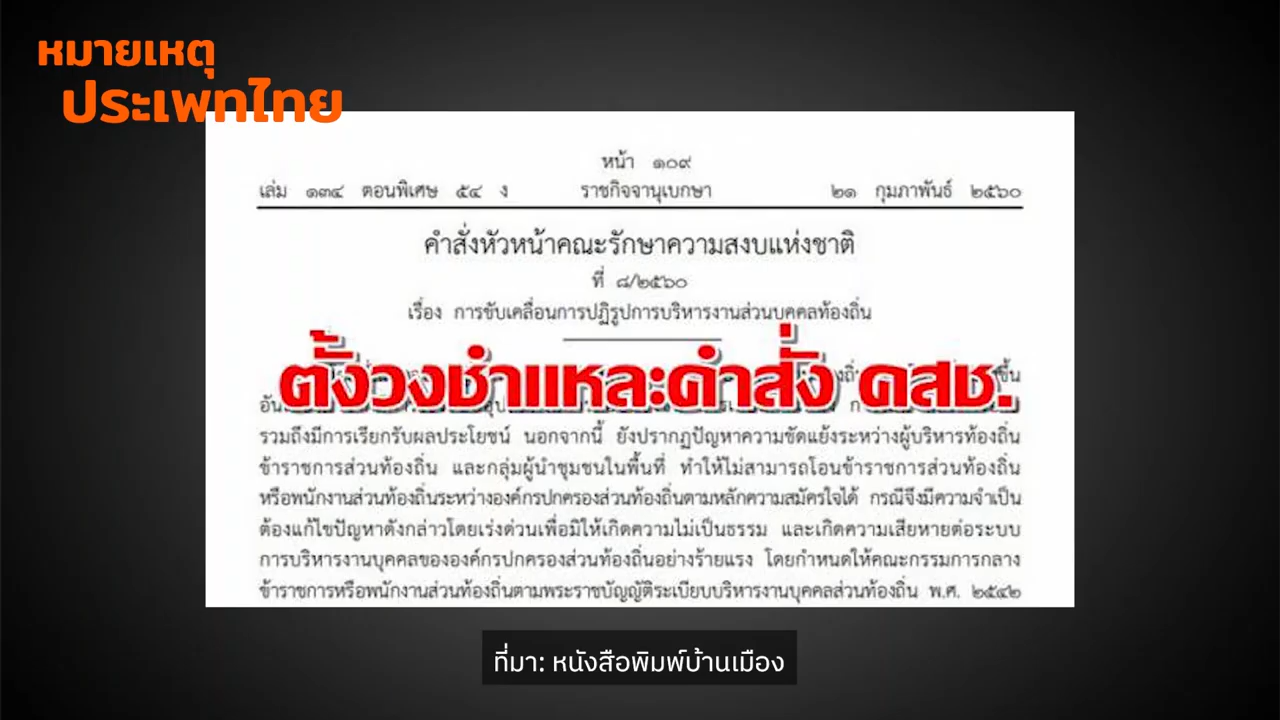 หมายเหตุ
ประเพทไทย
หน้า ๑๐๙
เล่ม ๑๓๔ ตอนพิเศษ ๕๔ ง ราชกิจจานุเบกษา ๒๑ กุมภาพันธ์ ๒๕๖๐
คำสั่งหัวหน้าคณะรักษาความสงบแห่งชาติ
ที่ ๘/๒๕๖๐
เรื่อง การขับเคลื่อนการปฏิรูปการบริหารงานส่วนบุคคลท้องถิ่น
ตั้งวงชำแหละคำสั่ง คสช.
รวมถึงมีการเรียกรับผลประโยชน์ นอกจากนี้ ยังปรากฏปัญหาความขัดแย้งระหว่างผู้บริหารท้องถิ่น
ข้าราชการส่วนท้องถิ่น และกลุ่มผู้นำชุมชนในพื้นที่ ทำให้ไม่สามารถโอนข้าราชการส่วนท้องถิ่น
หรือพนักงานส่วนท้องถิ่นระหว่างองค์กรปกครองส่วนท้องถิ่นตามหลักความสมัครใจได้ กรณีจึงมีความจำเป็น
ต้องแก้ไขปัญหาดังกล่าวโดยเร่งด่วนเพื่อมิให้เกิดความไม่เป็นธรรม และเกิดความเสียหายต่อระบบ
การบริหารงานบุคคลขององค์กรปกครองส่วนท้องถิ่นอย่างร้ายแรง โดยกำหนดให้คณะกรรมการกลาง
ข้าราชการหรือพนักงานส่วนท้องถิ่นตามพระราชบัญญัติระเบียบบริหารงานบุคคลส่วนท้องถิ่น พ.ศ. ๒๕๔๒
ที่มา: หนังสือพิมพ์บ้านเมือง